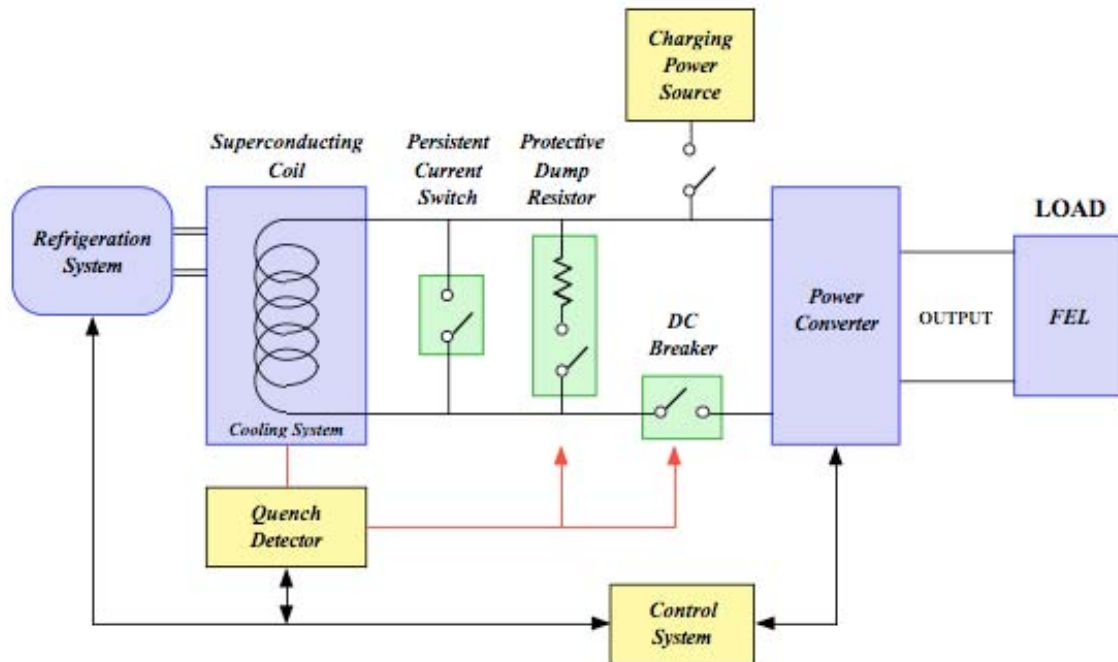 Charging
Power
Source
Superconducting
Coil
Persistent
Current
Switch
Protective
Dump
Resistor
LOAD
Refrigeration
System
Power
Converter
OUTPUT
FEL
DC
Breaker
Cooling System
Quench
Detector
Control
System